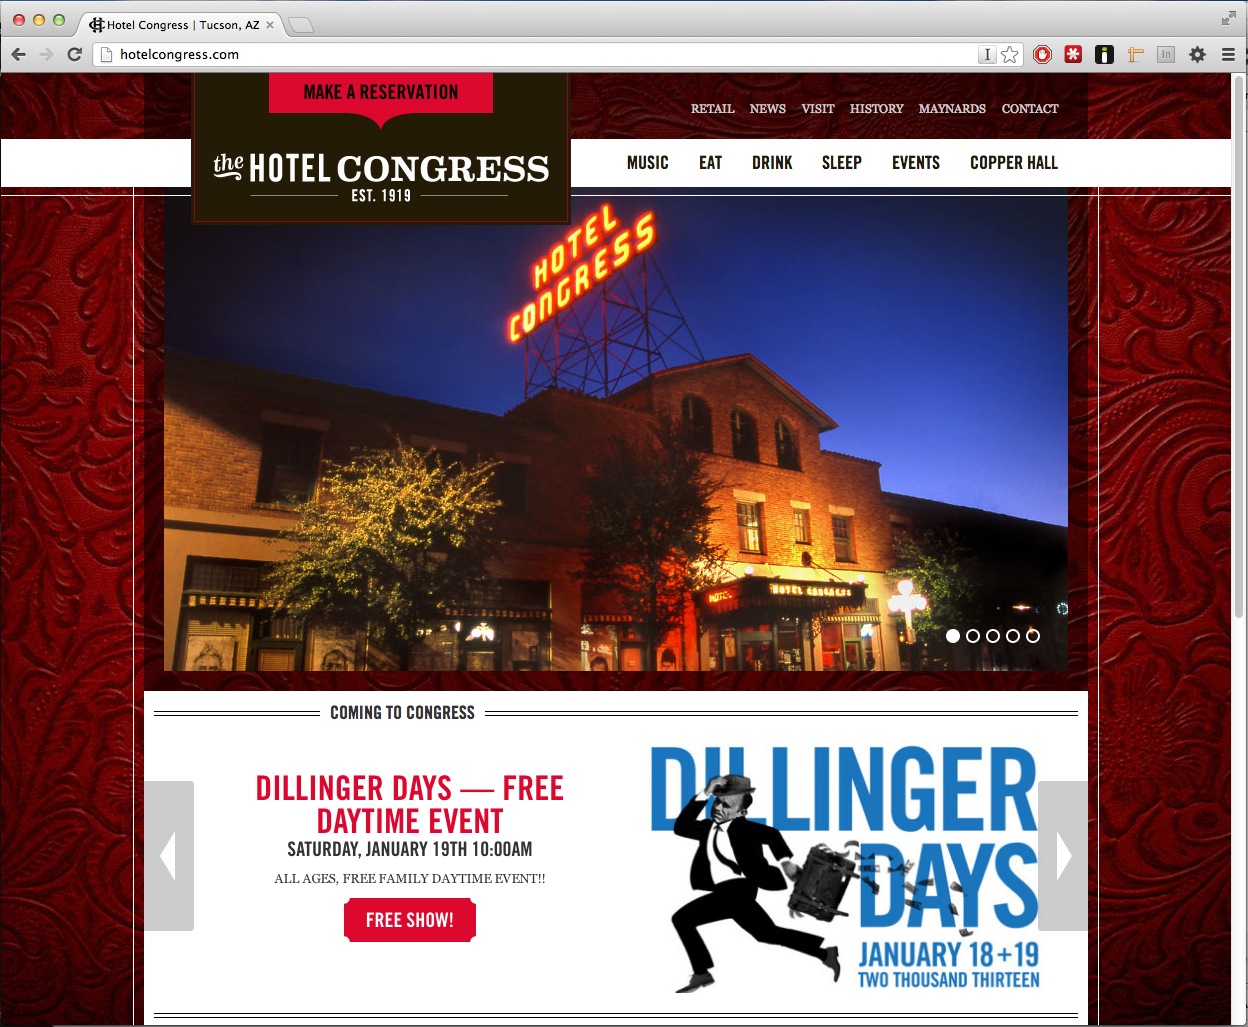 Hotel Congress | Tucson, AZ
hotelcongress.com
MAKE A RESERVATION
RETAIL NEWS VISIT HISTORY MAYNARDS CONTACT
the HOTEL CONGRESS
EST. 1919
MUSIC EAT DRINK SLEEP EVENTS COPPER HALL
HOTEL
CONGRESS
HOTEL HOTEL CONGRESS
COMING TO CONGRESS
DILLINGER DAYS — FREE
DAYTIME EVENT
SATURDAY, JANUARY 19TH 10:00AM
ALL AGES, FREE FAMILY DAYTIME EVENT!!
FREE SHOW!
DILLINGER
DAYS
JANUARY 18+19
TWO THOUSAND THIRTEEN